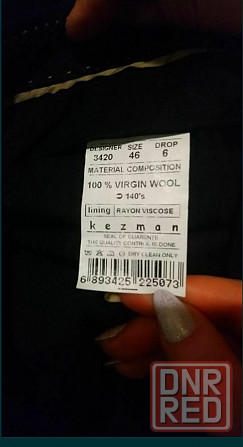 DESIGNER SIZE DROP
3420 46 6
MATERIAL COMPOSITION
100 % VIRGIN WOOL
140's
lining RAYON VISCOSE
kezman
SEAL OF GUARANTE
THE QUALITY CONTROL IS DONE
DRY CLEAN ONLY
6 893425 225073
DNR
RED